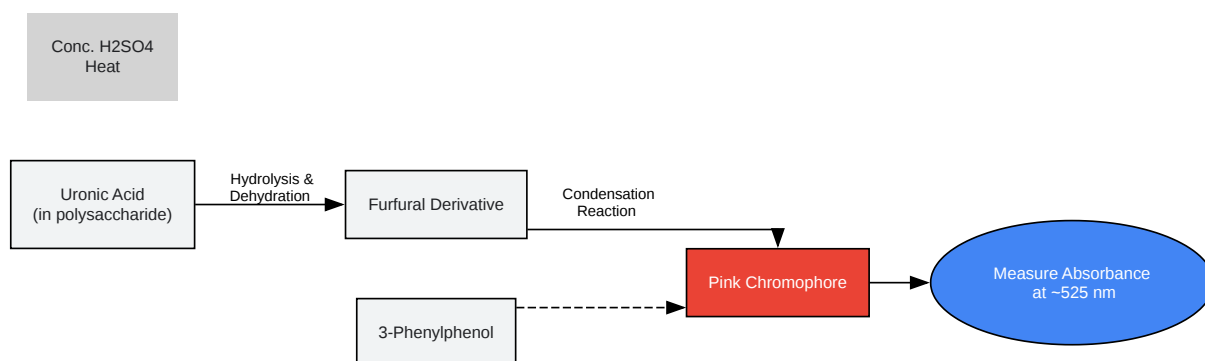 Conc. H2SO4
Heat
Uronic Acid
(in polysaccharide)
Hydrolysis &
Dehydration
Furfural Derivative
Condensation
Reaction
Pink Chromophore
Measure Absorbance
at ~525 nm
3-Phenylphenol